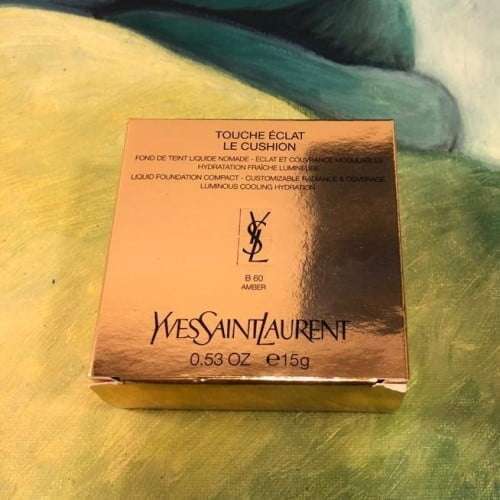 TOUCHE ÉCLAT
LE CUSHION
FOND DE TEINT LIQUIDE NOMADE - ÉCLAT ET COUVRANCE MODULABLES
HYDRATATION FRAÎCHE LUMINEUSE
LIQUID FOUNDATION COMPACT - CUSTOMIZABLE RADIANCE & COVERAGE
LUMINOUS COOLING HYDRATION
YSL
B 60
AMBER
YVESSAINTLAURENT
0.53 OZ ℮15g